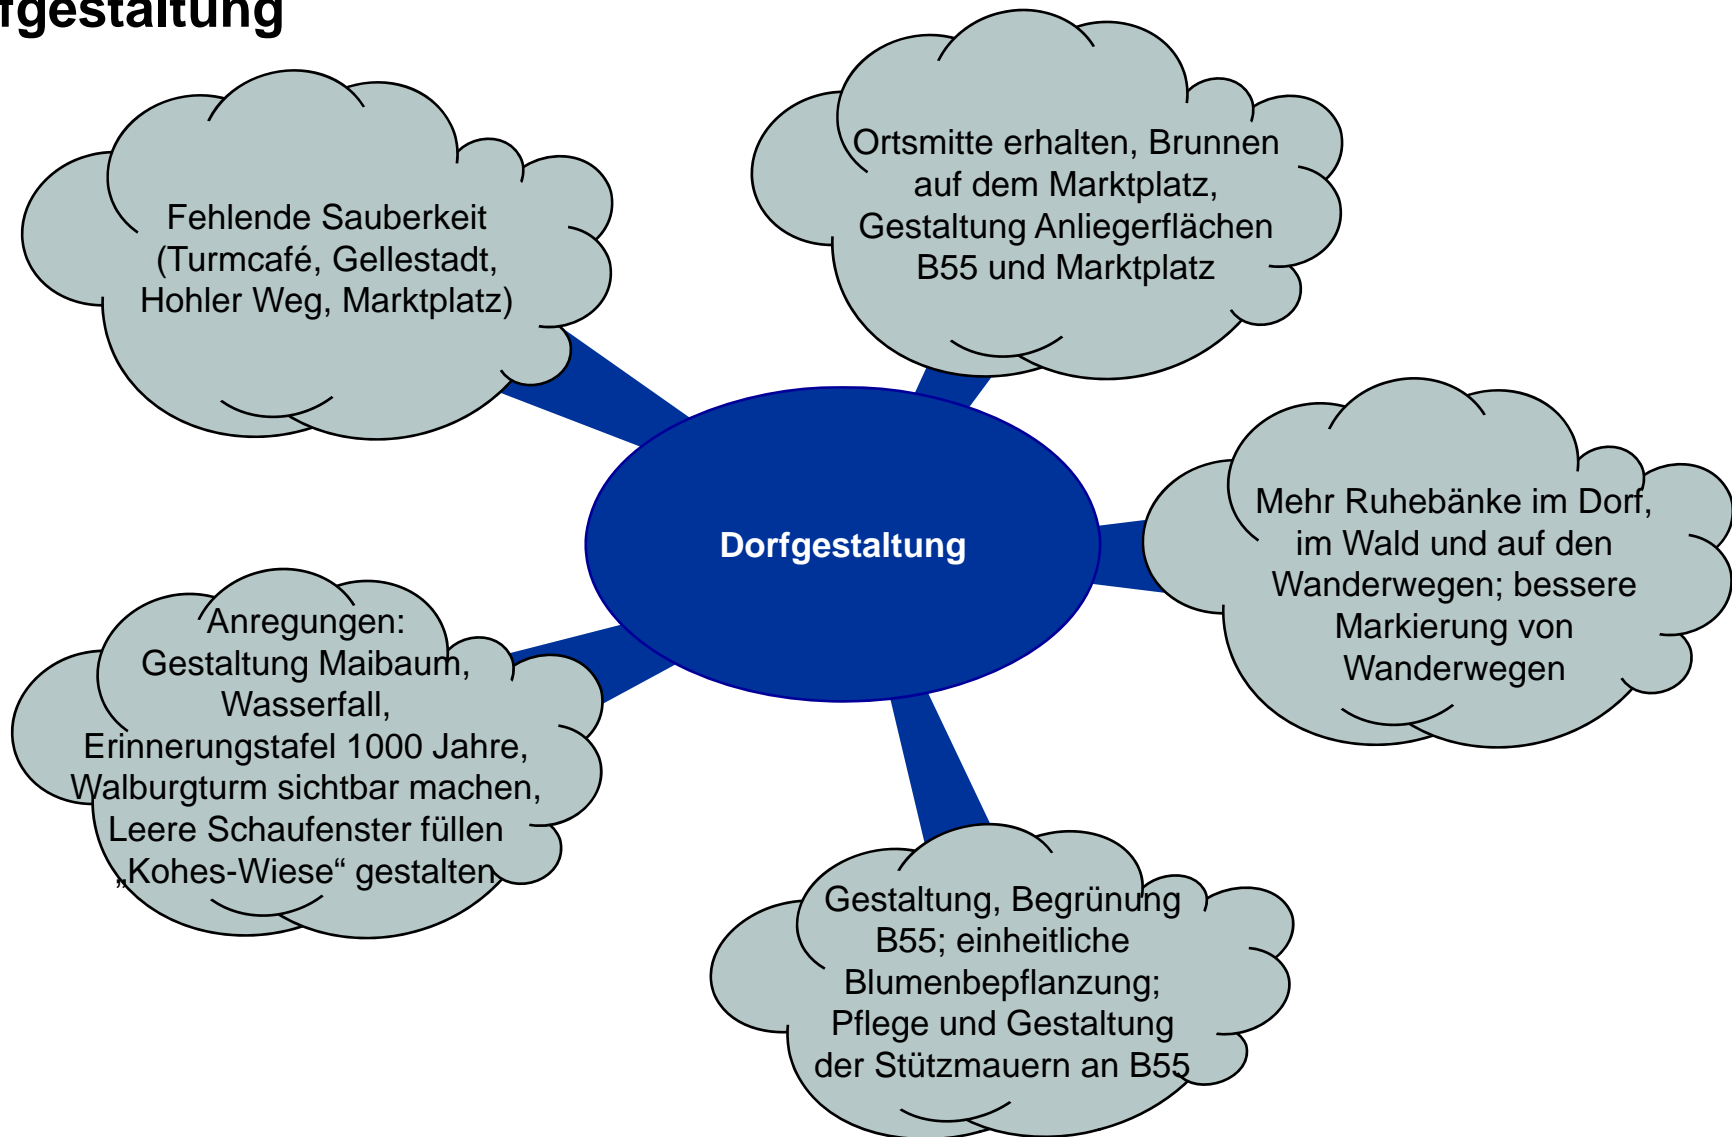 fgestaltung
Fehlende Sauberkeit
(Turmcafé, Gellestadt,
Hohler Weg, Marktplatz)
Ortsmitte erhalten, Brunnen
auf dem Marktplatz,
Gestaltung Anliegerflächen
B55 und Marktplatz
Dorfgestaltung
Mehr Ruhebänke im Dorf,
im Wald und auf den
Wanderwegen; bessere
Markierung von
Wanderwegen
Anregungen:
Gestaltung Maibaum,
Wasserfall,
Erinnerungstafel 1000 Jahre,
Walburgturm sichtbar machen,
Leere Schaufenster füllen
„Kohes-Wiese“ gestalten
Gestaltung, Begrünung
B55; einheitliche
Blumenbepflanzung;
Pflege und Gestaltung
der Stützmauern an B55